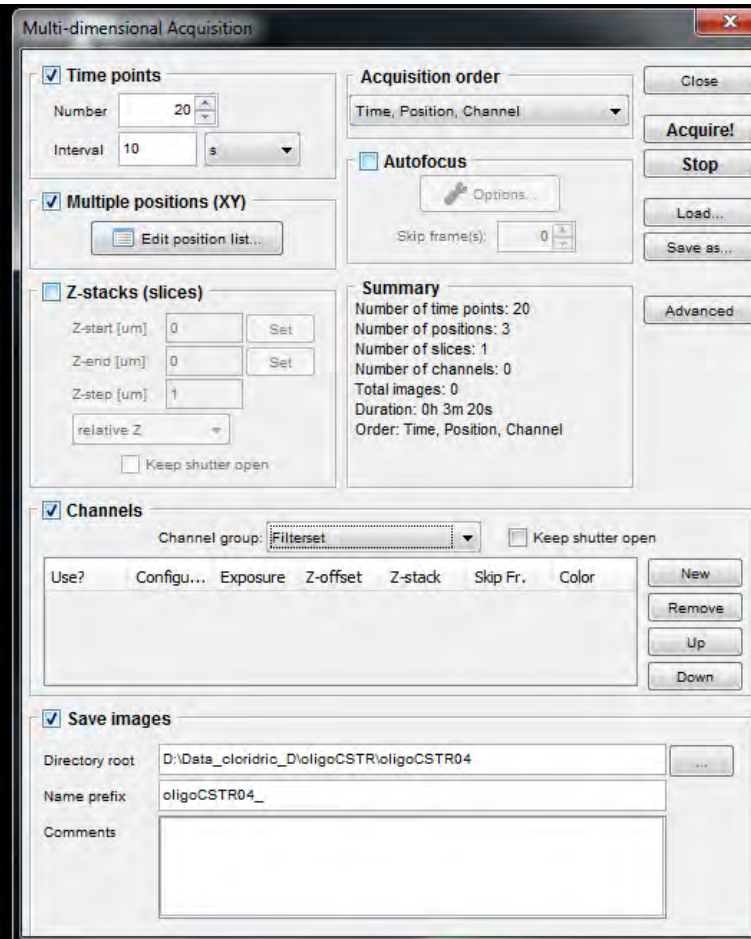 Multi-dimensional Acquisition
Time points
Number 20
Interval 10 s
Multiple positions (XY)
Edit position list...
Z-stacks (slices)
Z-start [um] 0 Set
Z-end [um] 0 Set
Z-step [um] 1
relative Z
Keep shutter open
Acquisition order
Time, Position, Channel
Autofocus
Options...
Skip frame(s): 0
Summary
Number of time points: 20
Number of positions: 3
Number of slices: 1
Number of channels: 0
Total images: 0
Duration: 0h 3m 20s
Order: Time, Position, Channel
Close
Acquire!
Stop
Load...
Save as...
Advanced
Channels
Channel group: Filterset Keep shutter open
Use? Configu... Exposure Z-offset Z-stack Skip Fr. Color
New
Remove
Up
Down
Save images
Directory root D:\Data_cloridric_D\oligoCSTR\oligoCSTR04 ...
Name prefix oligoCSTR04_
Comments